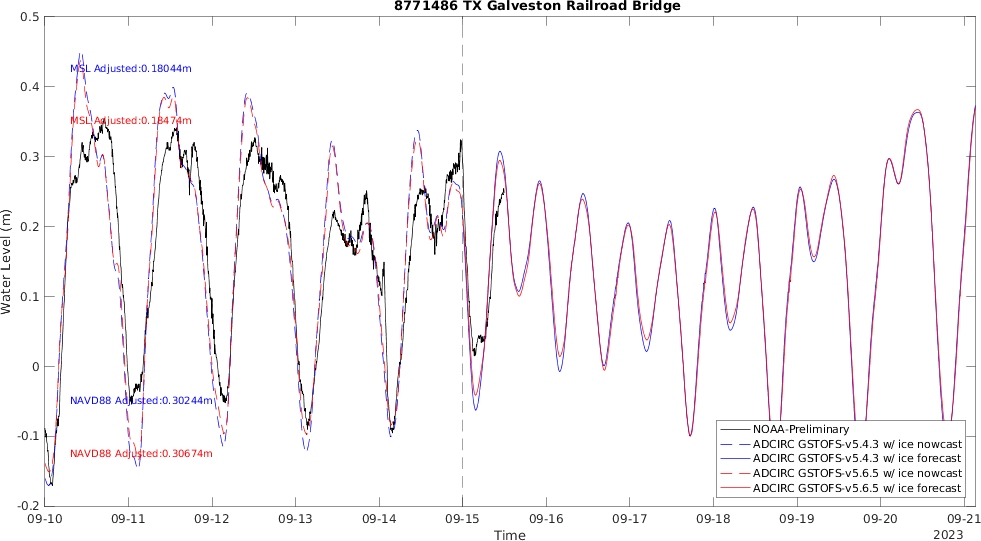 8771486 TX Galveston Railroad Bridge
0.5
0.4
0.3
0.2
0.1
0
-0.1
-0.2
Water Level (m)
MSL Adjusted:0.18044m
MSL Adjusted:0.18474m
NAVD88 Adjusted:0.30244m
NAVD88 Adjusted:0.30674m
NOAA-Preliminary
ADCIRC GSTOFS-v5.4.3 w/ ice nowcast
ADCIRC GSTOFS-v5.4.3 w/ ice forecast
ADCIRC GSTOFS-v5.6.5 w/ ice nowcast
ADCIRC GSTOFS-v5.6.5 w/ ice forecast
09-10 09-11 09-12 09-13 09-14 09-15 09-16 09-17 09-18 09-19 09-20 09-21
Time
2023